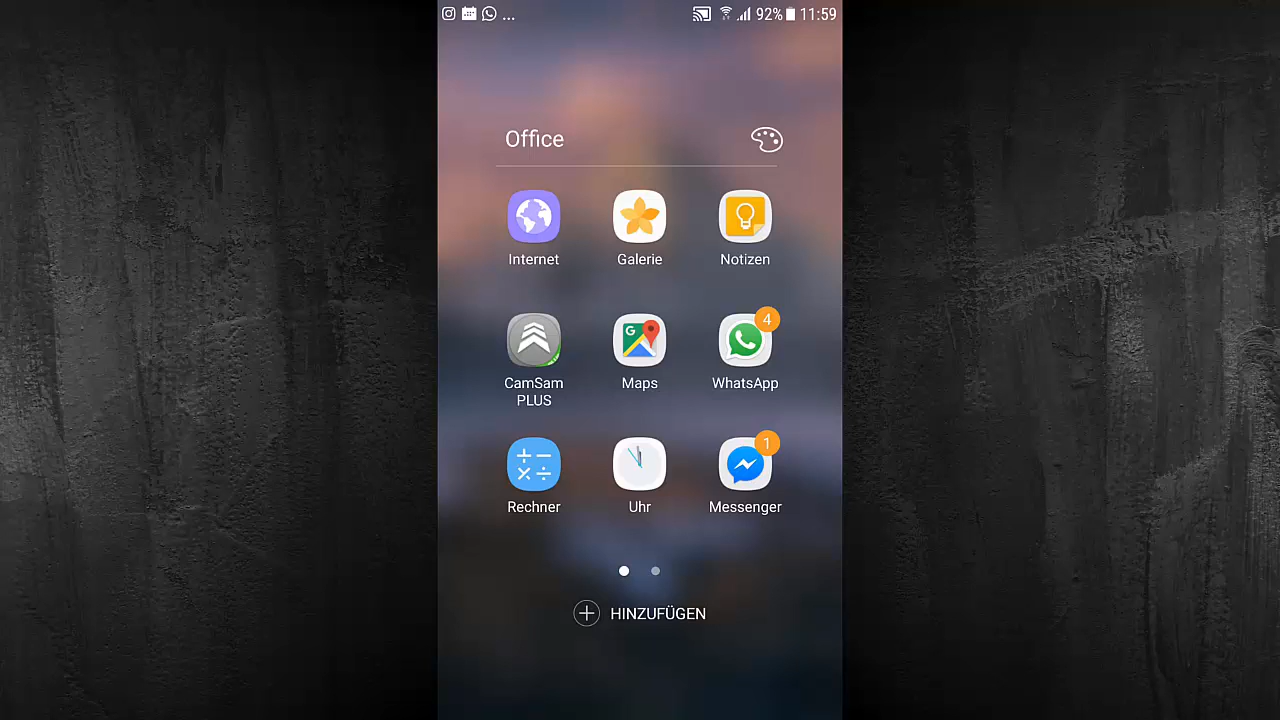 ... 92% 11:59
Office
Internet Galerie Notizen
G 4
CamSam PLUS Maps WhatsApp
1
Rechner Uhr Messenger
HINZUFÜGEN